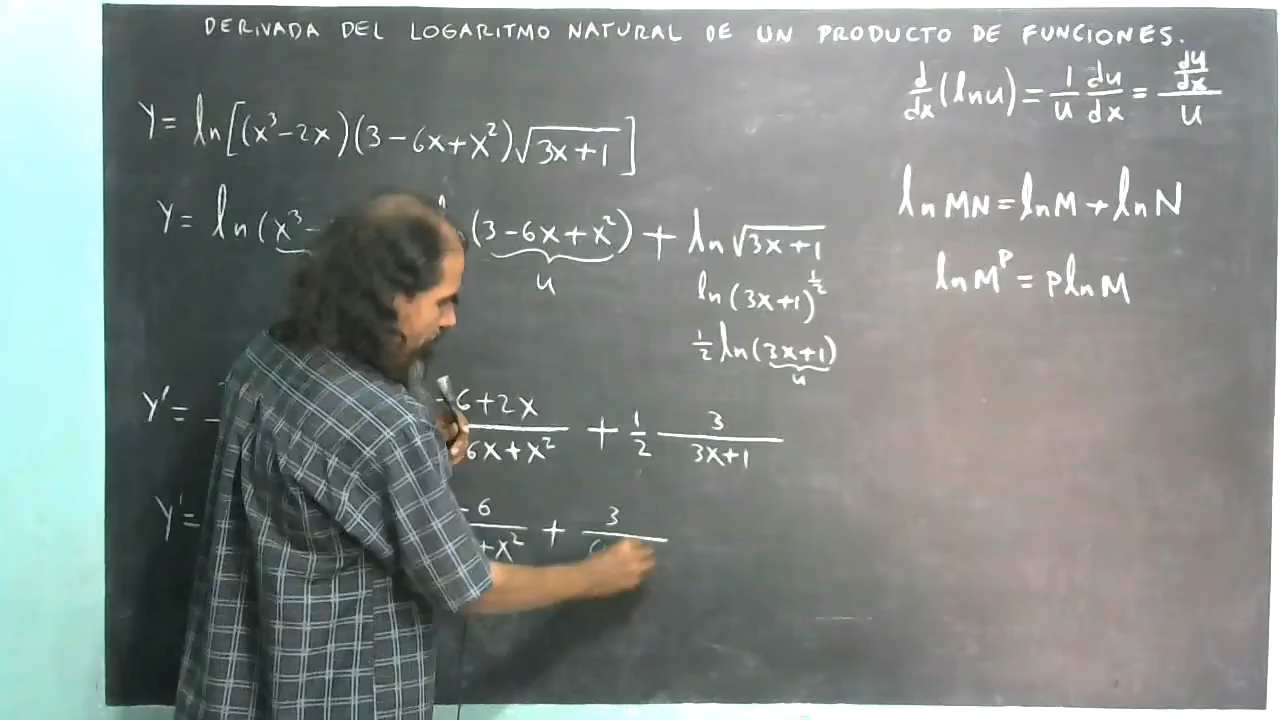 DERIVADA DEL LOGARITMO NATURAL DE UN PRODUCTO DE FUNCIONES.
d/dx (ln u) = 1/u du/dx = (du/dx)/u
y = ln[(x³-2x)(3-6x+x²)√(3x+1)]
ln MN = ln M + ln N
y = ln(x³- (3-6x+x²) + ln √(3x+1)
u
ln M^P = P ln M
ln(3x+1)^½
½ ln(3x+1)
u
y' = -6+2x / 6x+x² + 1/2 3/(3x+1)
y' = -6 / +x² + 3/